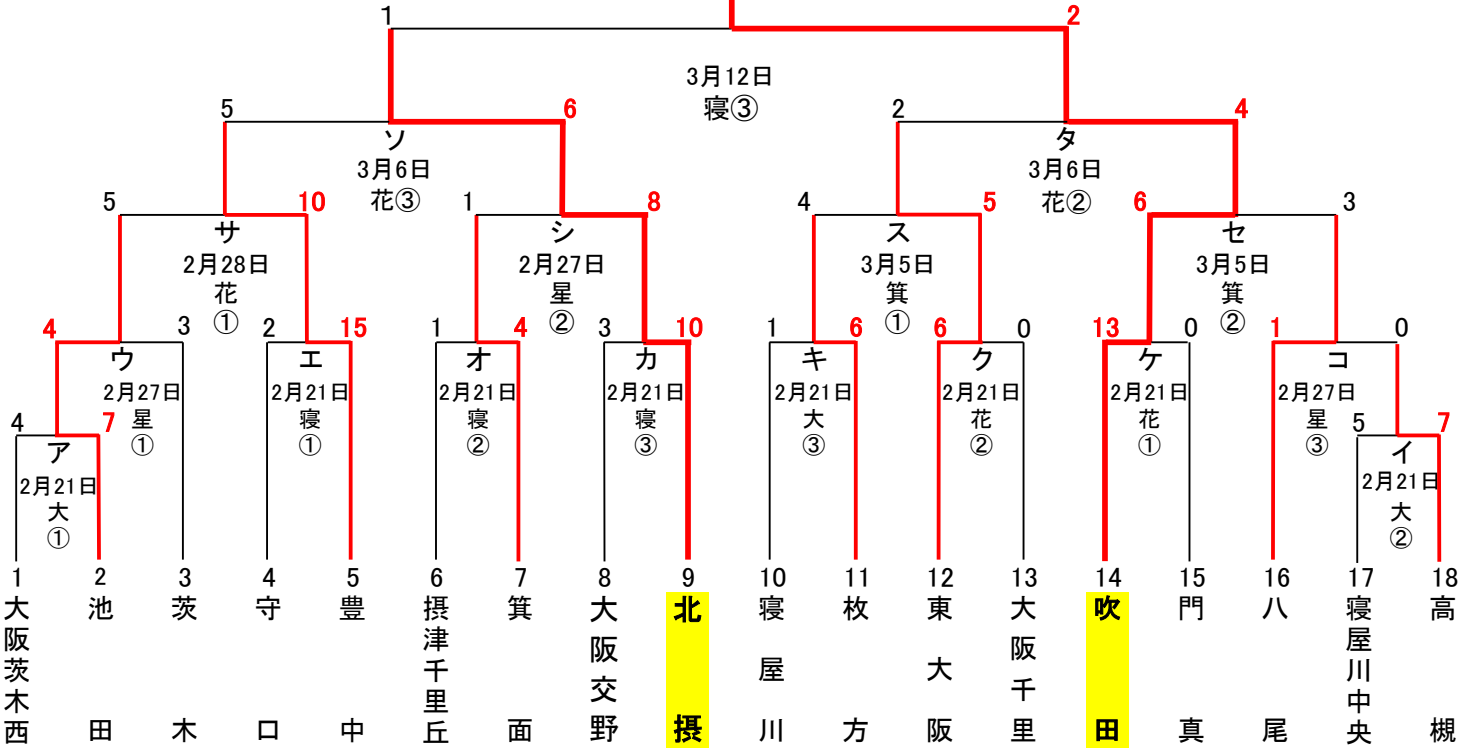 1 2
3月12日
寝③
5 6 2 4
ソ タ
3月6日 3月6日
花③ 花②
5 10 1 8 4 5 6 3
サ シ ス セ
2月28日 2月27日 3月5日 3月5日
花 星 箕 箕
① ② ① ②
4 3 2 15 1 4 3 10 1 6 6 0 13 0 1 0
ウ エ オ カ キ ク ケ コ
2月27日 2月21日 2月21日 2月21日 2月21日 2月21日 2月21日 2月27日
星 寝 寝 寝 大 花 花 星
① ① ② ③ ③ ② ① ③
4 7 5 7
ア イ
2月21日 2月21日
大 大
① ②
1 2 3 4 5 6 7 8 9 10 11 12 13 14 15 16 17 18
大阪茨木西
池田
茨木
守口
豊中
摂津千里丘
箕面
大阪交野
北摂
寝屋川
枚方
東大阪
大阪千里
吹田
門真
八尾
寝屋川中央
高槻